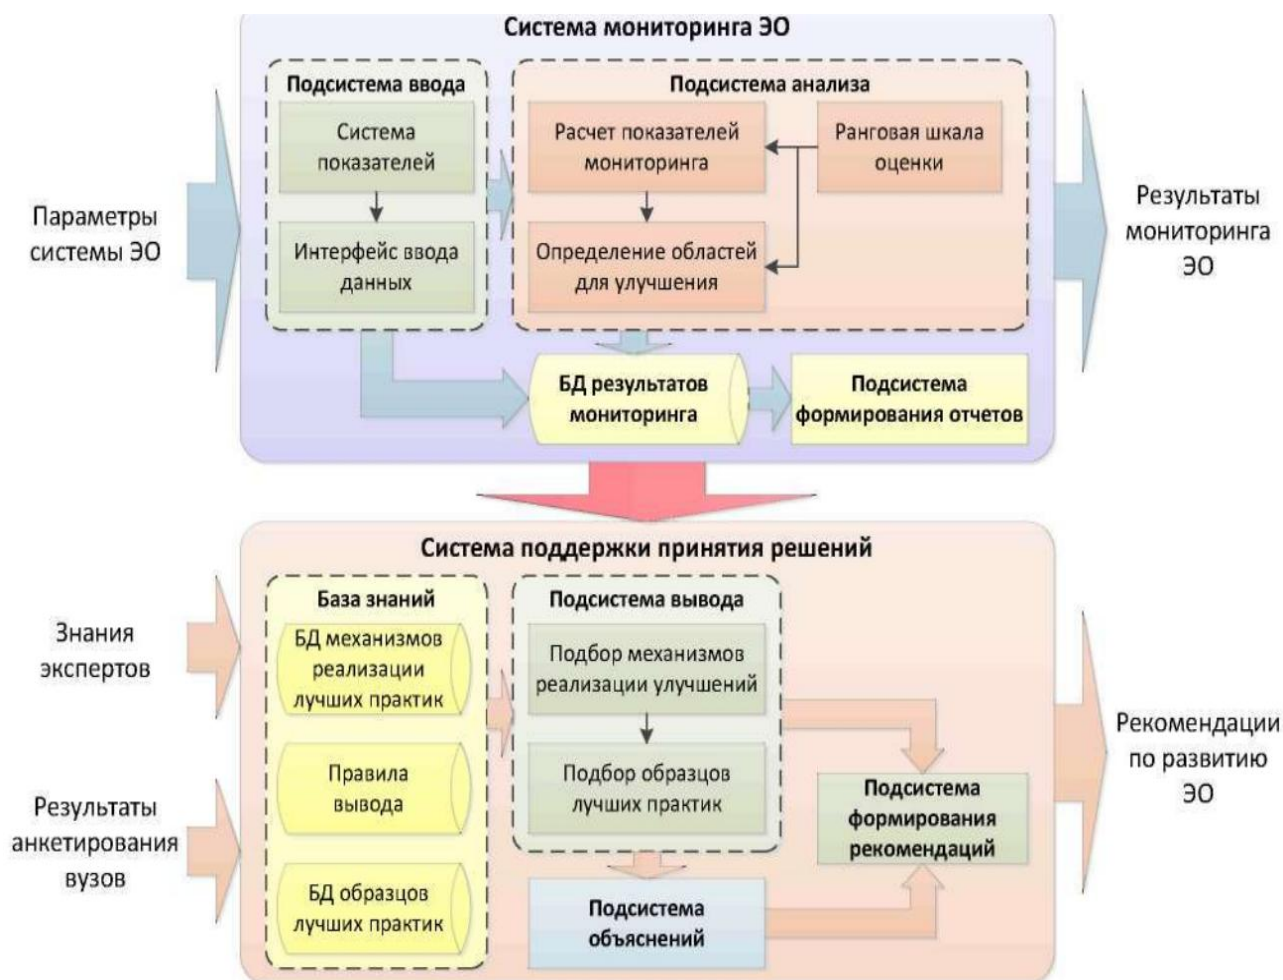 Система мониторинга ЭО
Подсистема ввода
Система
показателей
Интерфейс ввода
данных
Подсистема анализа
Расчет показателей
мониторинга
Ранговая шкала
оценки
Определение областей
для улучшения
Параметры
системы ЭО
Результаты
мониторинга
ЭО
БД результатов
мониторинга
Подсистема
формирования отчетов
Система поддержки принятия решений
Знания
экспертов
Результаты
анкетирования
вузов
База знаний
БД механизмов
реализации
лучших практик
Правила
вывода
БД образцов
лучших практик
Подсистема вывода
Подбор механизмов
реализации улучшений
Подбор образцов
лучших практик
Подсистема
объяснений
Подсистема
формирования
рекомендаций
Рекомендации
по развитию
ЭО